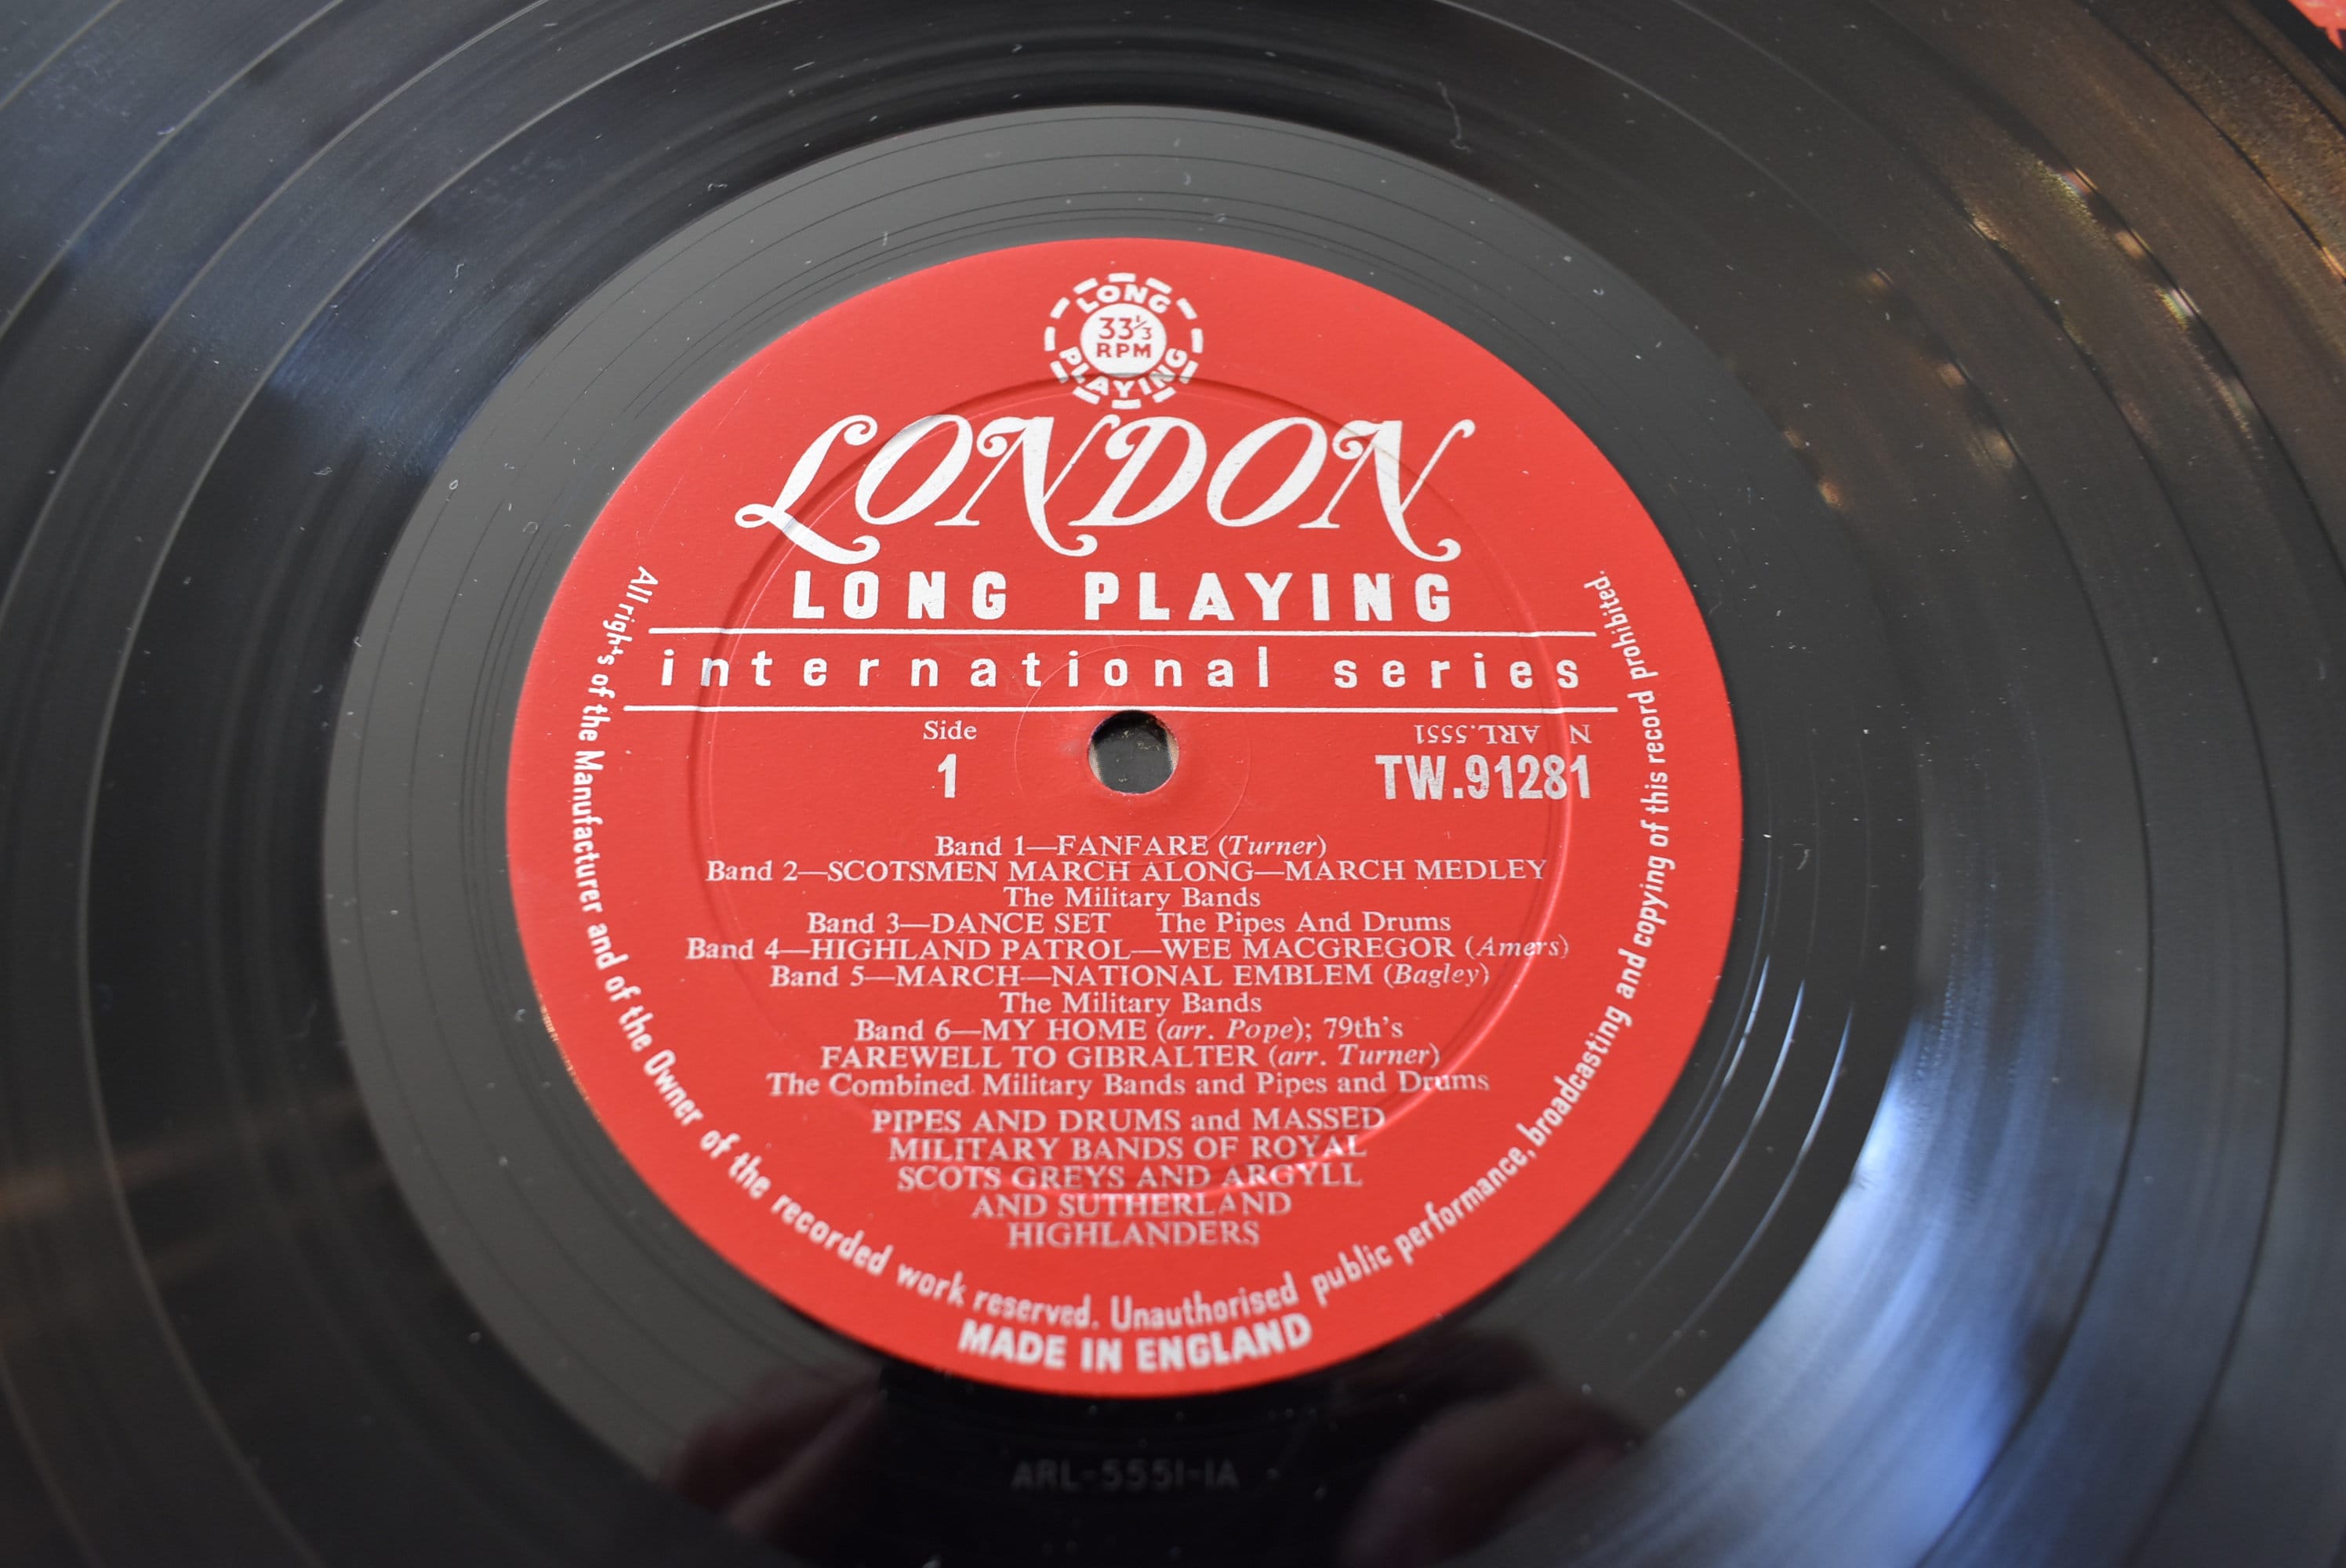 LONG
33⅓
RPM
PLAYING
LONDON
LONG PLAYING
international series
Side
1
N ARL.5551
TW.91281
Band 1—FANFARE (Turner)
Band 2—SCOTSMEN MARCH ALONG—MARCH MEDLEY
The Military Bands
Band 3—DANCE SET The Pipes And Drums
Band 4—HIGHLAND PATROL—WEE MACGREGOR (Amers)
Band 5—MARCH—NATIONAL EMBLEM (Bagley)
The Military Bands
Band 6—MY HOME (arr. Pope); 79th's
FAREWELL TO GIBRALTER (arr. Turner)
The Combined Military Bands and Pipes and Drums
PIPES AND DRUMS and MASSED
MILITARY BANDS OF ROYAL
SCOTS GREYS AND ARGYLL
AND SUTHERLAND
HIGHLANDERS
All rights of the Manufacturer and of the Owner of the recorded work reserved. Unauthorised public performance, broadcasting and copying of this record prohibited.
MADE IN ENGLAND
ARL-5551-1A